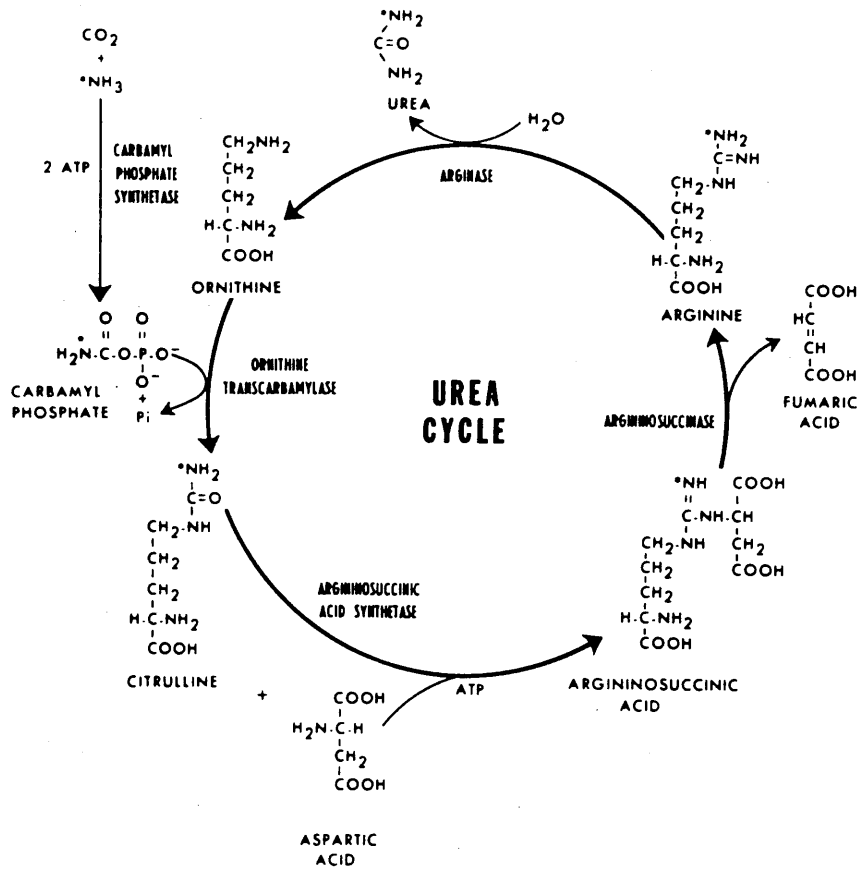 CO2
+
*NH3
2 ATP
CARBAMYL
PHOSPHATE
SYNTHETASE
O O
H2N-C-O-P-O-
*
O-
+
Pi
CARBAMYL
PHOSPHATE
*NH2
C=O
NH2
UREA
H2O
ARGINASE
CH2NH2
CH2
CH2
H-C-NH2
COOH
ORNITHINE
ORNITHINE
TRANSCARBAMYLASE
UREA
CYCLE
*NH2
C=NH
CH2-NH
CH2
CH2
H-C-NH2
COOH
ARGININE
COOH
HC
CH
COOH
FUMARIC
ACID
ARGININOSUCCINASE
*NH2
C=O
CH2-NH
CH2
CH2
H-C-NH2
COOH
CITRULLINE
+
ARGININOSUCCINIC
ACID SYNTHETASE
ATP
COOH
H2N-C-H
CH2
COOH
ASPARTIC
ACID
*NH COOH
C-NH-CH
CH2-NH CH2
CH2 COOH
CH2
H-C-NH2
COOH
ARGININOSUCCINIC
ACID